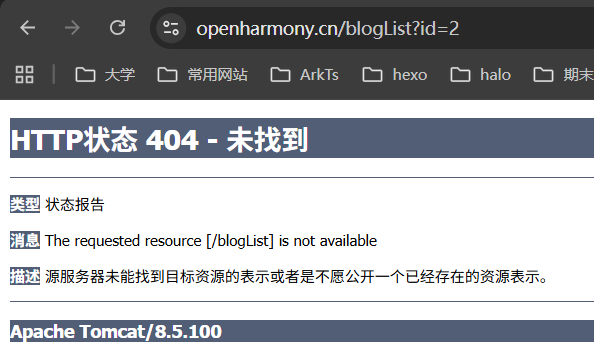 openharmony.cn/blogList?id=2
大学 常用网站 ArkTs hexo halo 期末
HTTP状态 404 - 未找到
类型 状态报告
消息 The requested resource [/blogList] is not available
描述 源服务器未能找到目标资源的表示或者是不愿公开一个已经存在的资源表示。
Apache Tomcat/8.5.100